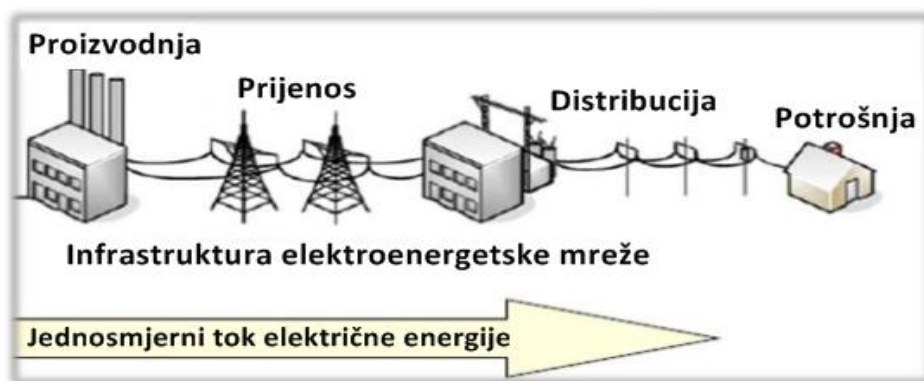 Proizvodnja
Prijenos
Distribucija
Potrošnja
Infrastruktura elektroenergetske mreže
Jednosmjerni tok električne energije